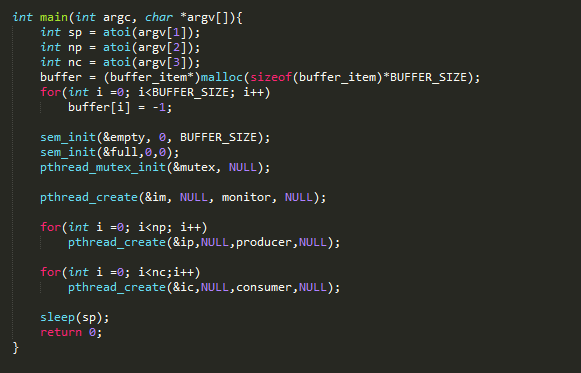 int main(int argc, char *argv[]){
    int sp = atoi(argv[1]);
    int np = atoi(argv[2]);
    int nc = atoi(argv[3]);
    buffer = (buffer_item*)malloc(sizeof(buffer_item)*BUFFER_SIZE);
    for(int i =0; i<BUFFER_SIZE; i++)
        buffer[i] = -1;

    sem_init(&empty, 0, BUFFER_SIZE);
    sem_init(&full,0,0);
    pthread_mutex_init(&mutex, NULL);

    pthread_create(&im, NULL, monitor, NULL);

    for(int i =0; i<np; i++)
        pthread_create(&ip,NULL,producer,NULL);

    for(int i =0; i<nc;i++)
        pthread_create(&ic,NULL,consumer,NULL);

    sleep(sp);
    return 0;
}